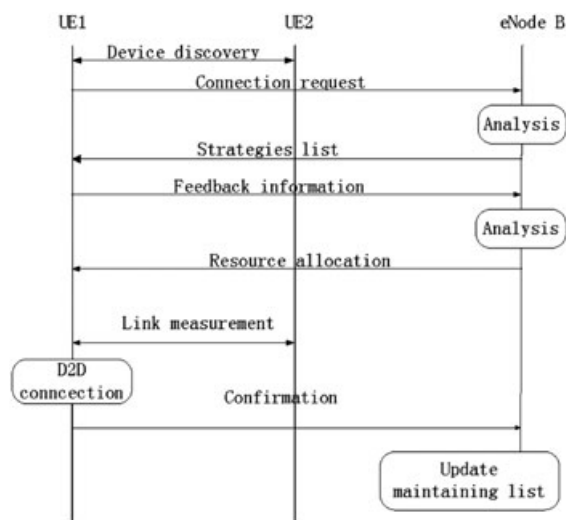 UE1 UE2 eNode B
Device discovery
Connection request
Analysis
Strategies list
Feedback information
Analysis
Resource allocation
Link measurement
D2D
conncection
Confirmation
Update
maintaining list